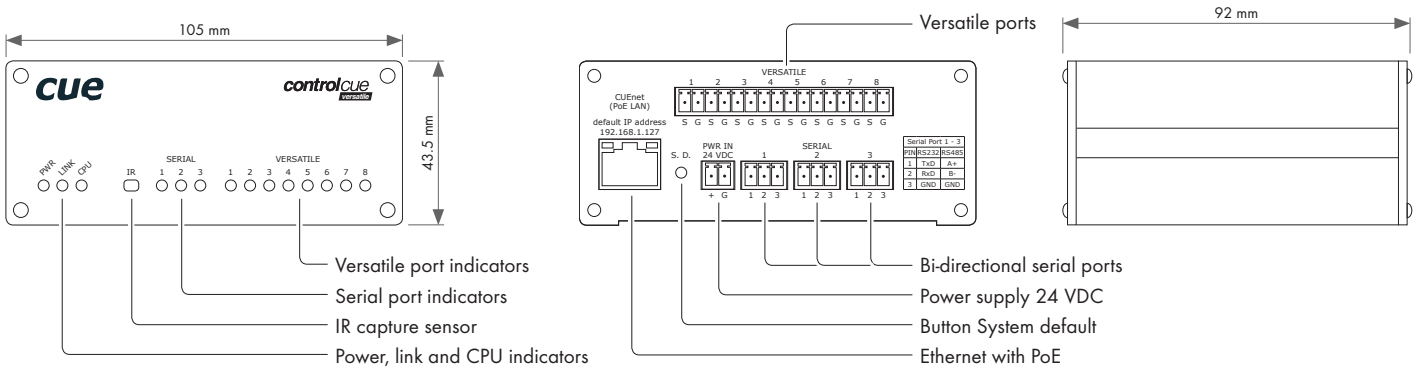 105 mm
cue
controlcue
versatile
43.5 mm
PWR LINK CPU
IR
SERIAL
1 2 3
VERSATILE
1 2 3 4 5 6 7 8
Versatile port indicators
Serial port indicators
IR capture sensor
Power, link and CPU indicators
Versatile ports
VERSATILE
1 2 3 4 5 6 7 8
S G S G S G S G S G S G S G S G
CUEnet
(PoE LAN)
default IP address
192.168.1.127
S. D.
PWR IN
24 VDC
+ G
SERIAL
1 2 3
1 2 3 1 2 3 1 2 3
Serial Port 1 - 3
PIN RS232 RS485
1 TxD A+
2 RxD B-
3 GND GND
Bi-directional serial ports
Power supply 24 VDC
Button System default
Ethernet with PoE
92 mm